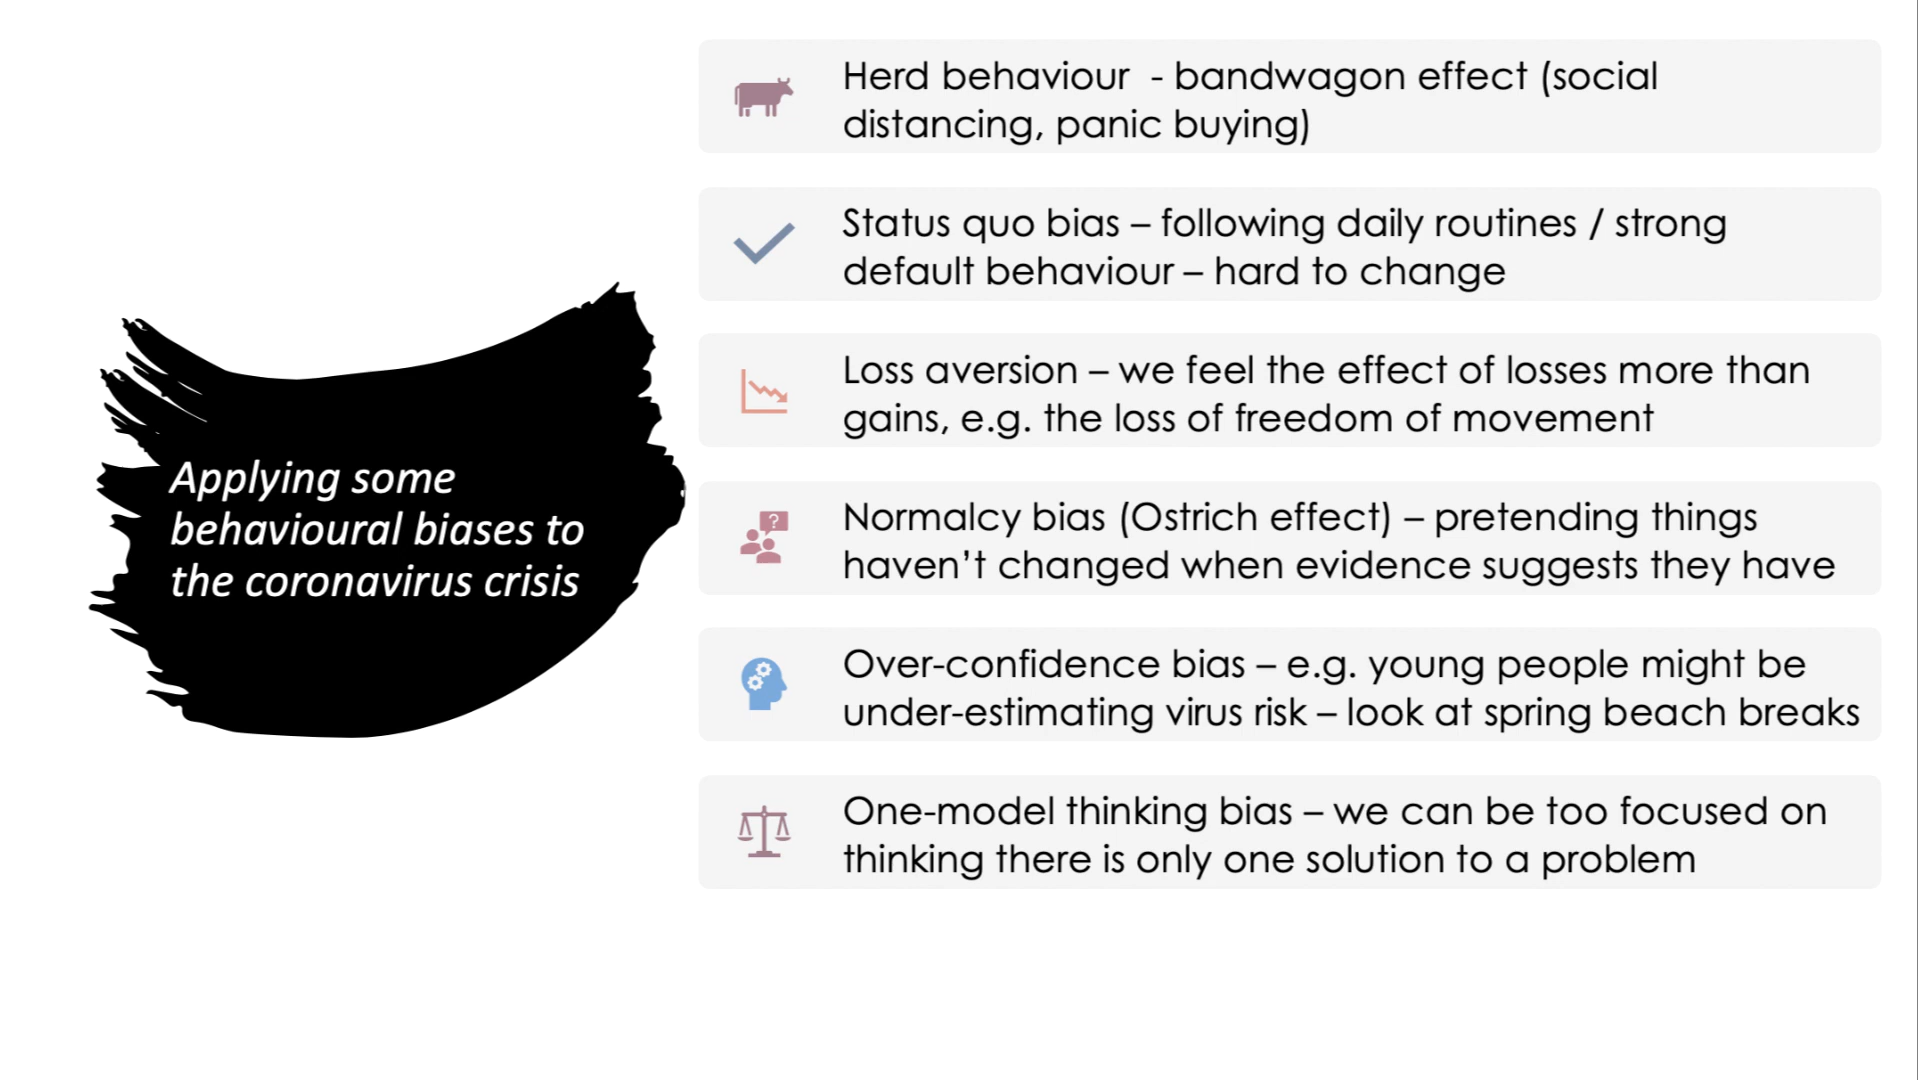 Applying some
behavioural biases to
the coronavirus crisis
Herd behaviour  - bandwagon effect (social
distancing, panic buying)
Status quo bias – following daily routines / strong
default behaviour – hard to change
Loss aversion – we feel the effect of losses more than
gains, e.g. the loss of freedom of movement
?
Normalcy bias (Ostrich effect) – pretending things
haven’t changed when evidence suggests they have
Over-confidence bias – e.g. young people might be
under-estimating virus risk – look at spring beach breaks
One-model thinking bias – we can be too focused on
thinking there is only one solution to a problem